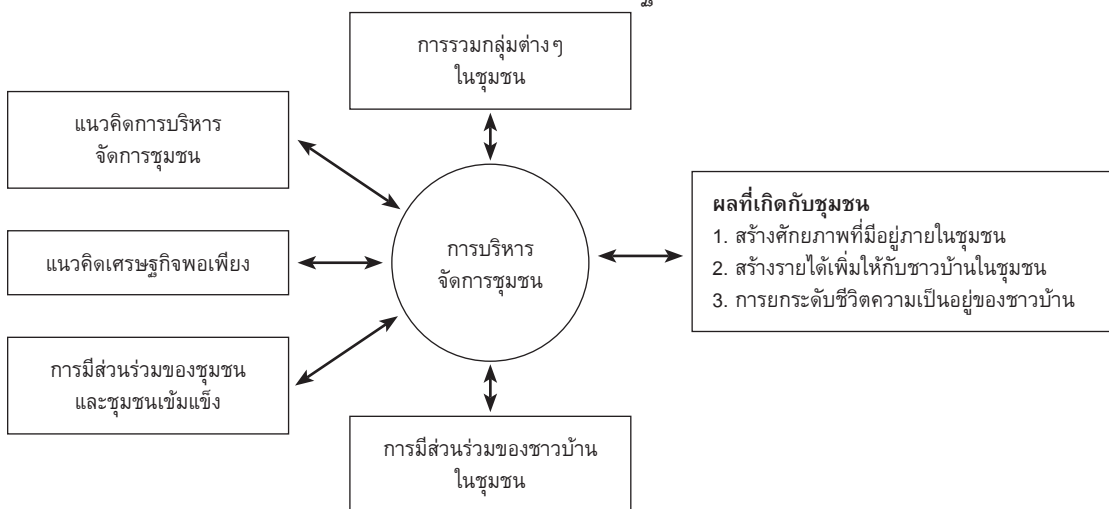 การรวมกลุ่มต่างๆ
ในชุมชน
แนวคิดการบริหาร
จัดการชุมชน
แนวคิดเศรษฐกิจพอเพียง
การมีส่วนร่วมของชุมชน
และชุมชนเข้มแข็ง
การบริหาร
จัดการชุมชน
การมีส่วนร่วมของชาวบ้าน
ในชุมชน
ผลที่เกิดกับชุมชน
1. สร้างศักยภาพที่มีอยู่ภายในชุมชน
2. สร้างรายได้เพิ่มให้กับชาวบ้านในชุมชน
3. การยกระดับชีวิตความเป็นอยู่ของชาวบ้าน